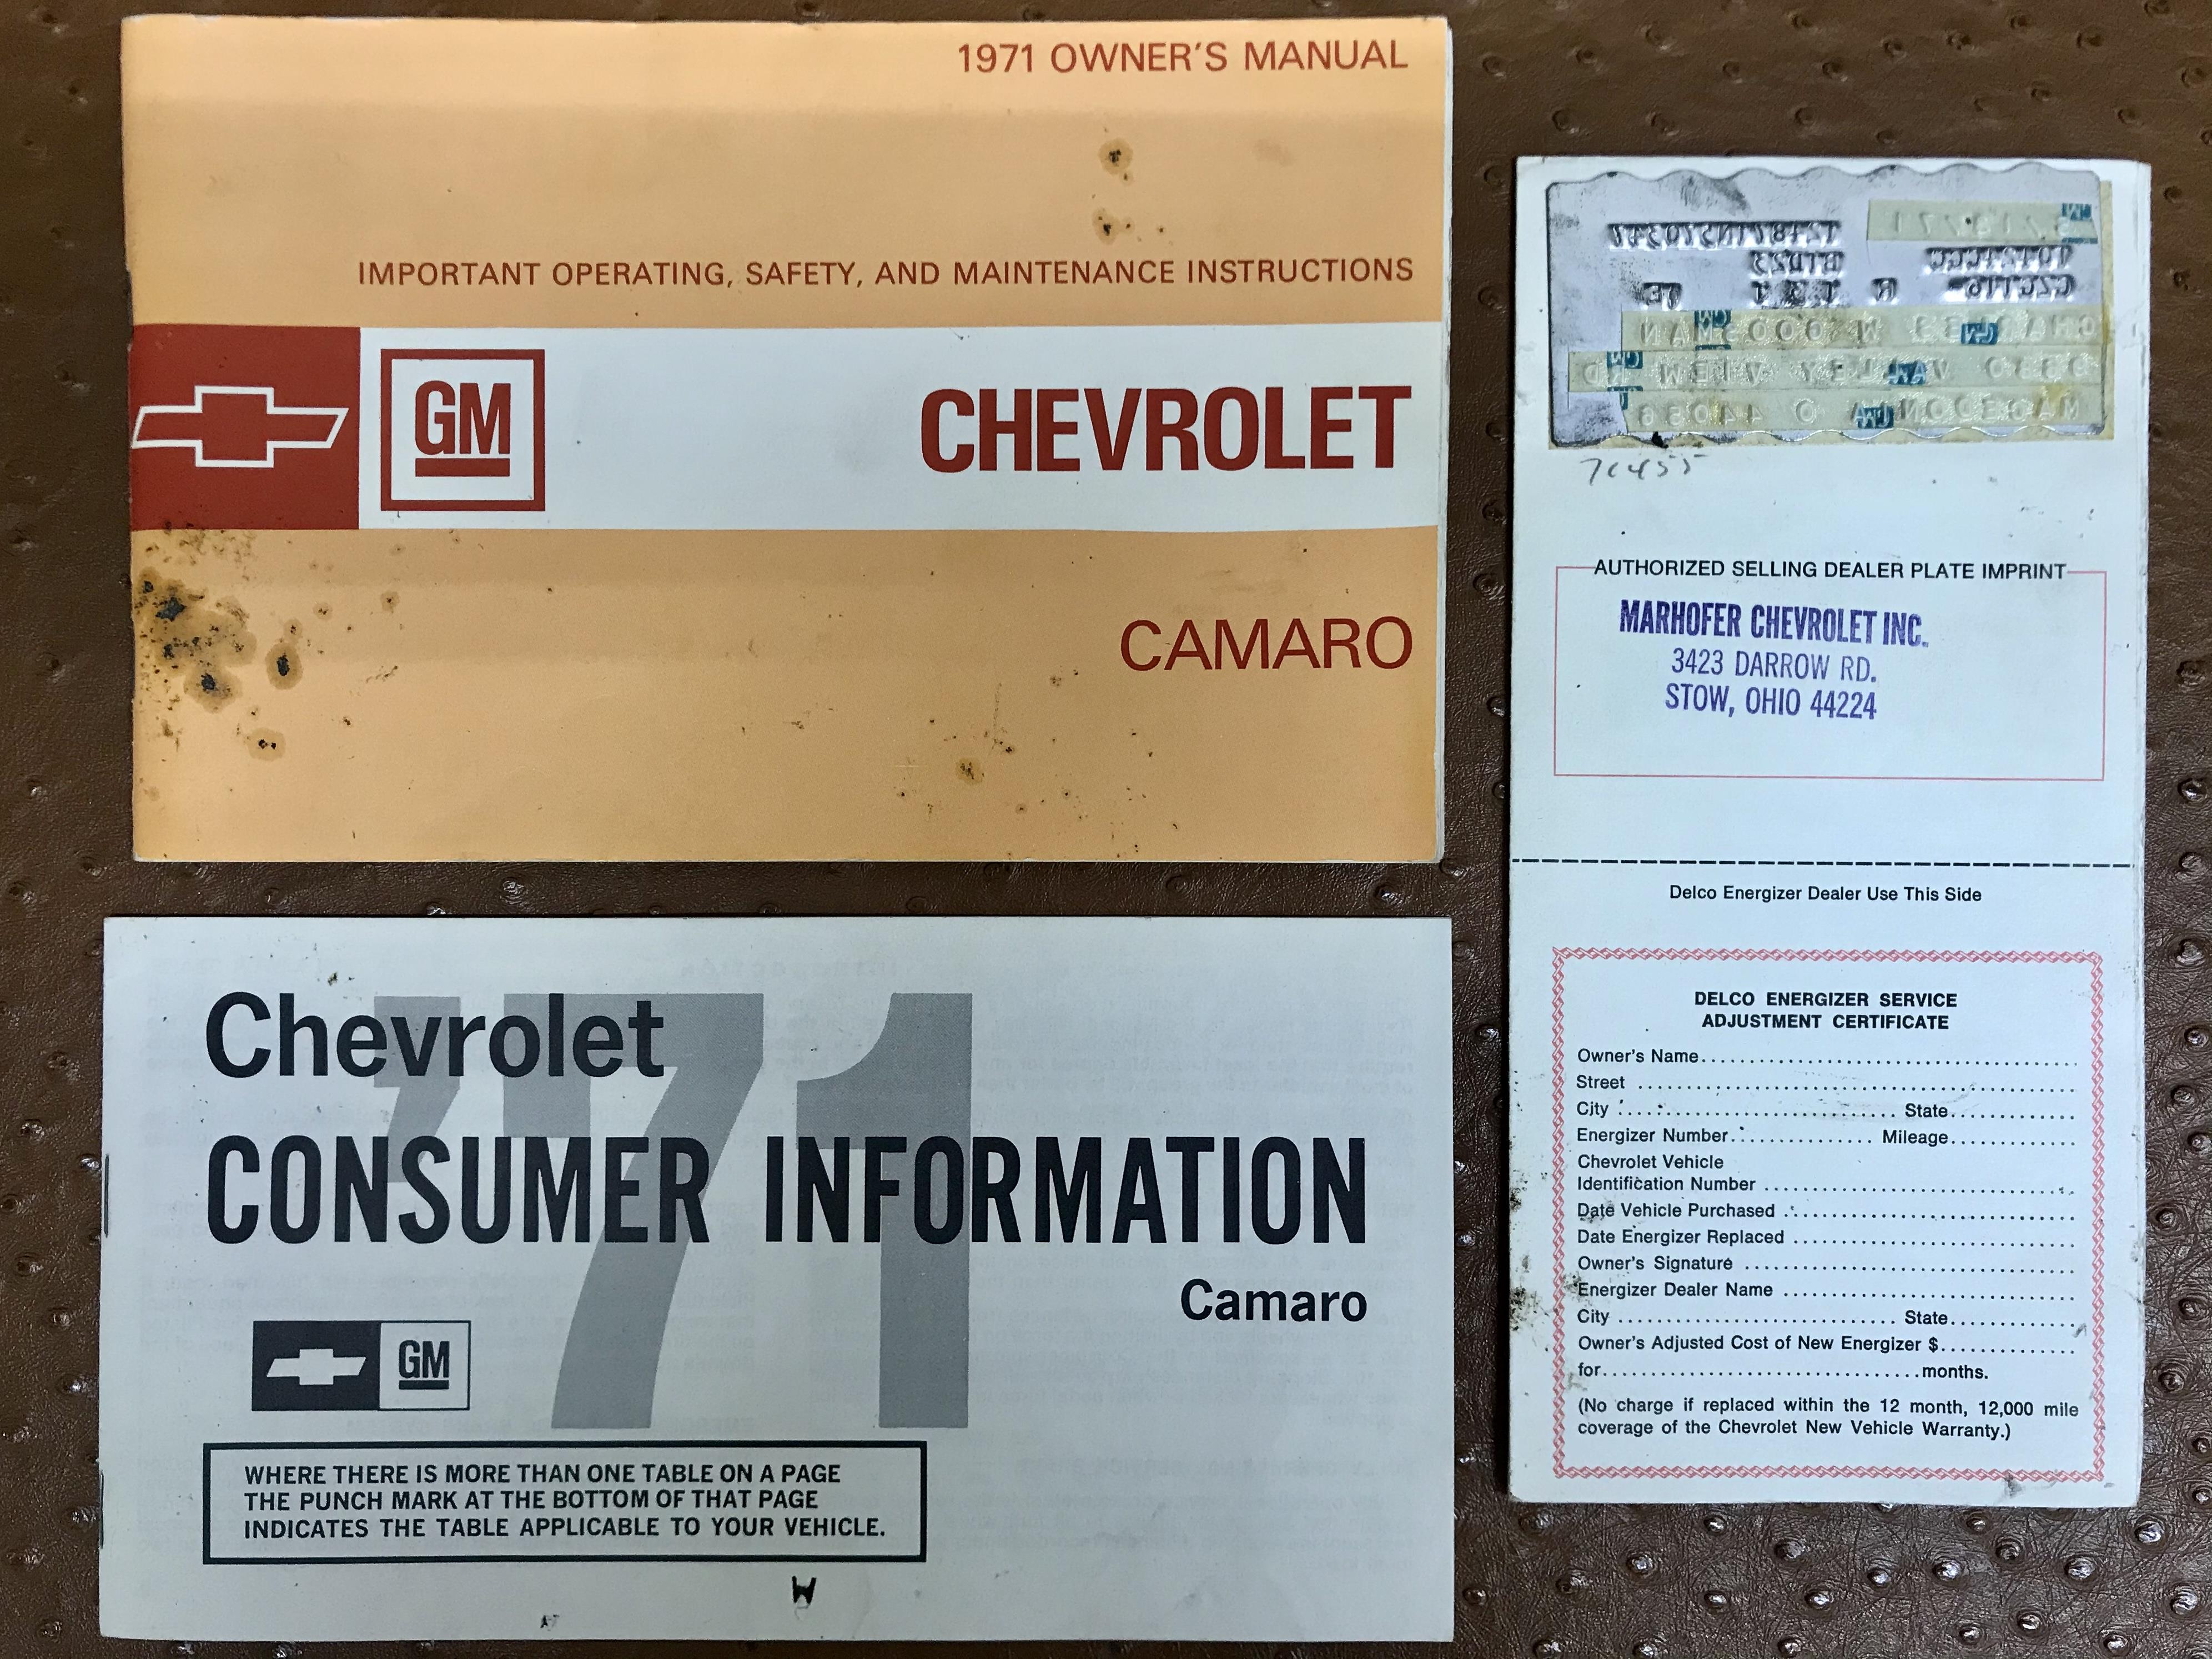 1971 OWNER'S MANUAL
IMPORTANT OPERATING, SAFETY, AND MAINTENANCE INSTRUCTIONS
GM
CHEVROLET
CAMARO
'71
Chevrolet
CONSUMER INFORMATION
Camaro
GM
WHERE THERE IS MORE THAN ONE TABLE ON A PAGE
THE PUNCH MARK AT THE BOTTOM OF THAT PAGE
INDICATES THE TABLE APPLICABLE TO YOUR VEHICLE.
CHARLES W
VALLEY VIEW RD
MACEDONIA O 44056
AUTHORIZED SELLING DEALER PLATE IMPRINT
MARHOFER CHEVROLET INC.
3423 DARROW RD.
STOW, OHIO 44224
Delco Energizer Dealer Use This Side
DELCO ENERGIZER SERVICE
ADJUSTMENT CERTIFICATE
Owner's Name
Street
City State
Energizer Number Mileage
Chevrolet Vehicle
Identification Number
Date Vehicle Purchased
Date Energizer Replaced
Owner's Signature
Energizer Dealer Name
City State
Owner's Adjusted Cost of New Energizer $
for months.
(No charge if replaced within the 12 month, 12,000 mile
coverage of the Chevrolet New Vehicle Warranty.)